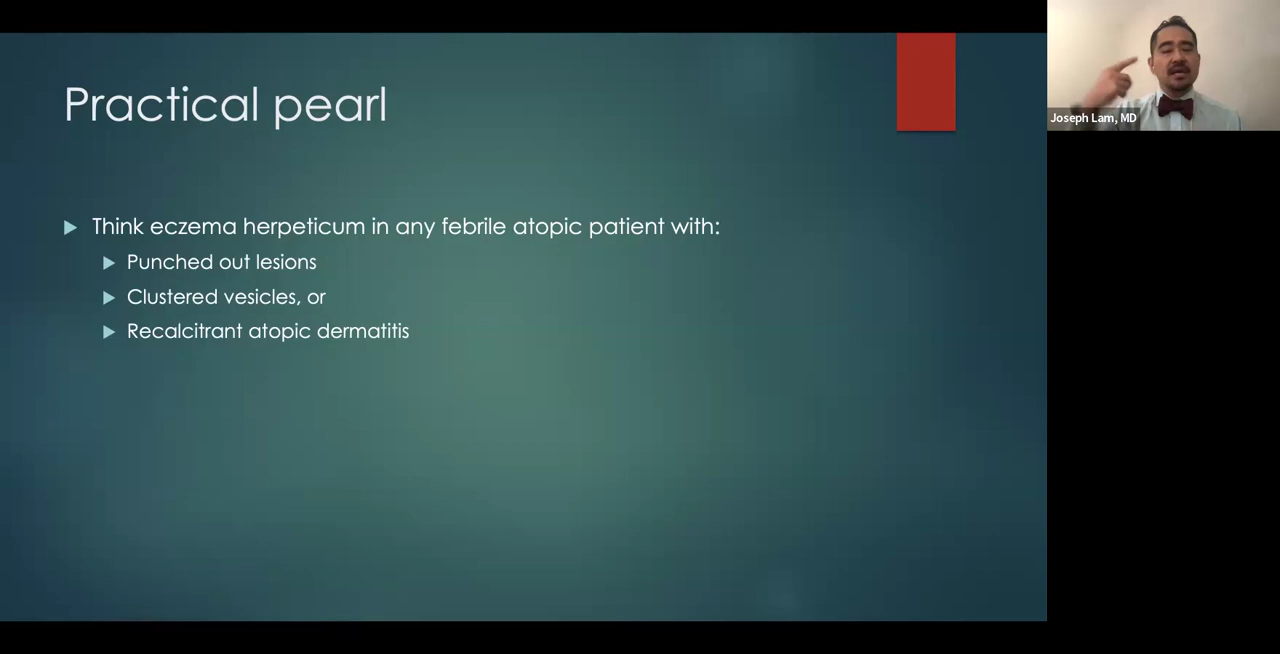 Practical pearl
Think eczema herpeticum in any febrile atopic patient with:
Punched out lesions
Clustered vesicles, or
Recalcitrant atopic dermatitis
Joseph Lam, MD